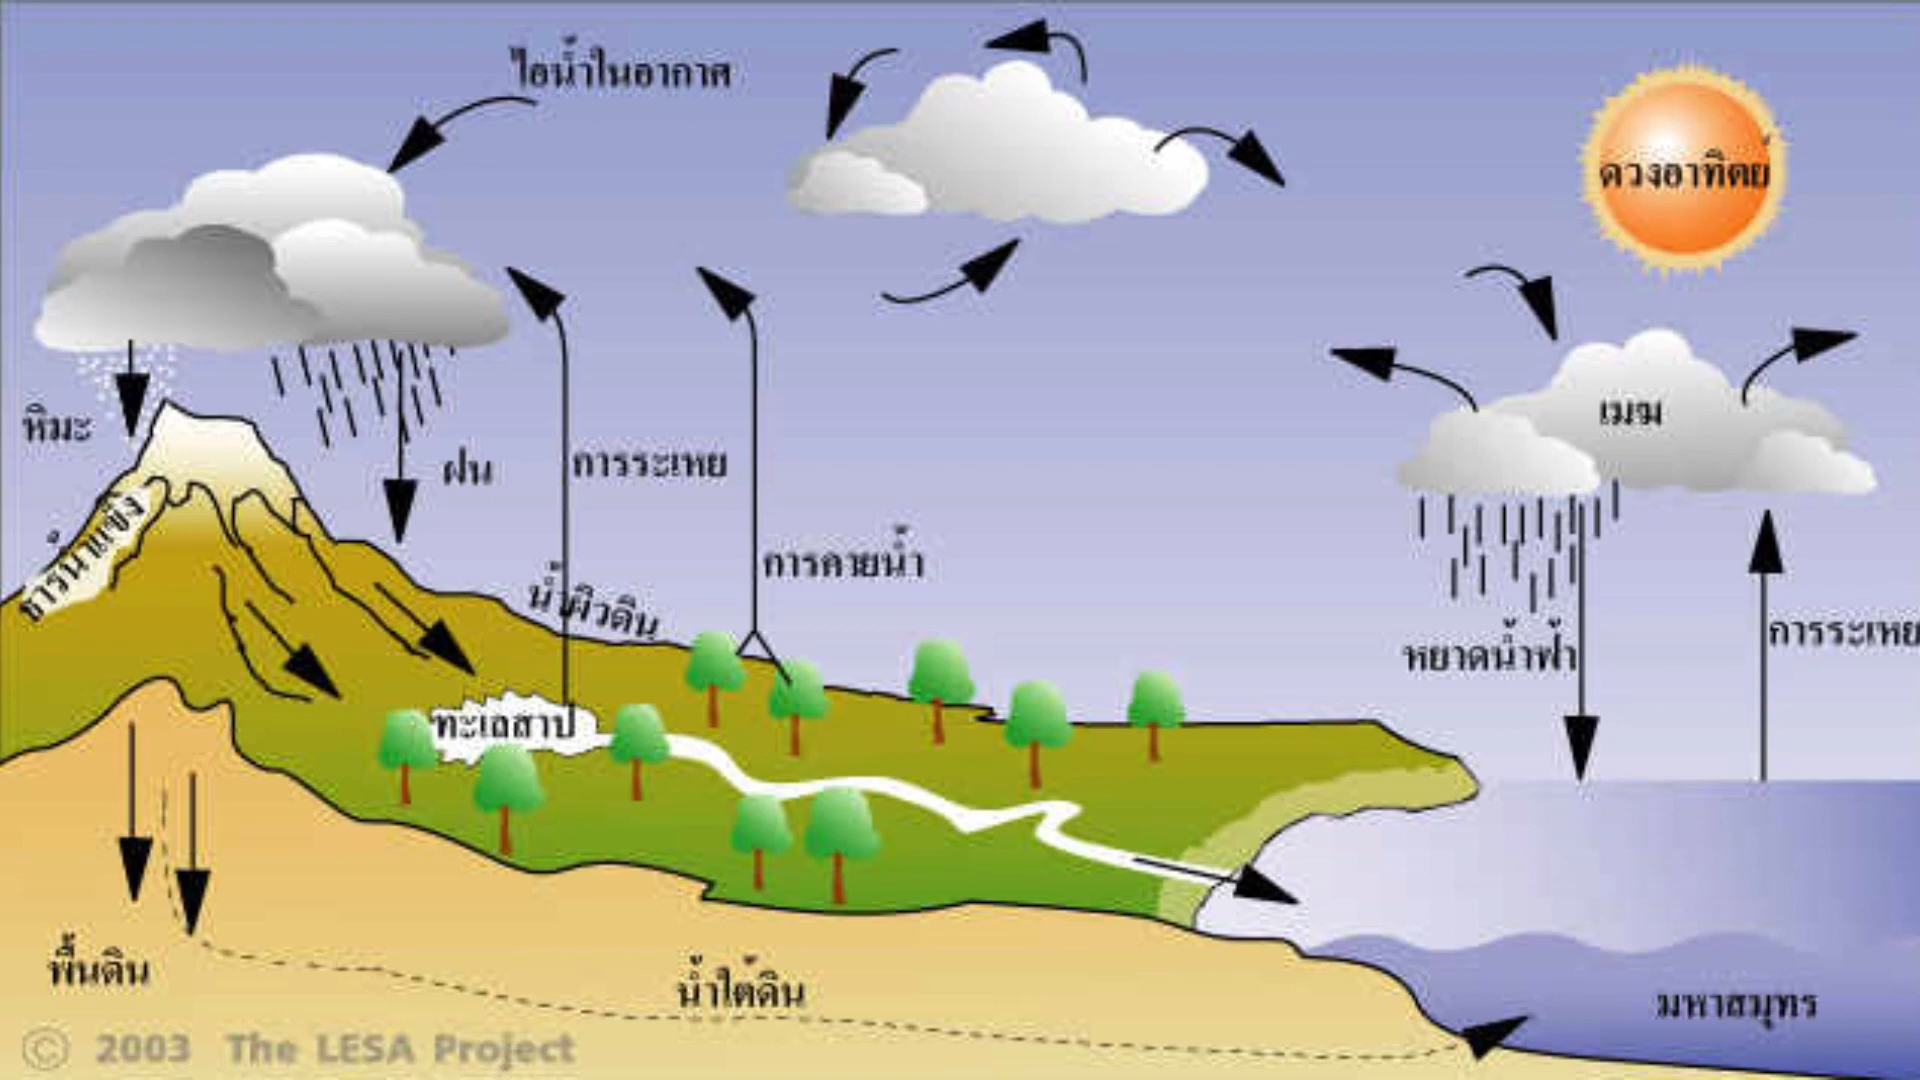 ไอน้ำในอากาศ
ดวงอาทิตย์
เมฆ
หิมะ
ฝน
การระเหย
การคายน้ำ
ธารน้ำแข็ง
น้ำผิวดิน
หยาดน้ำฟ้า
การระเหย
ทะเลสาป
พื้นดิน
น้ำใต้ดิน
มหาสมุทร
© 2003 The LESA Project